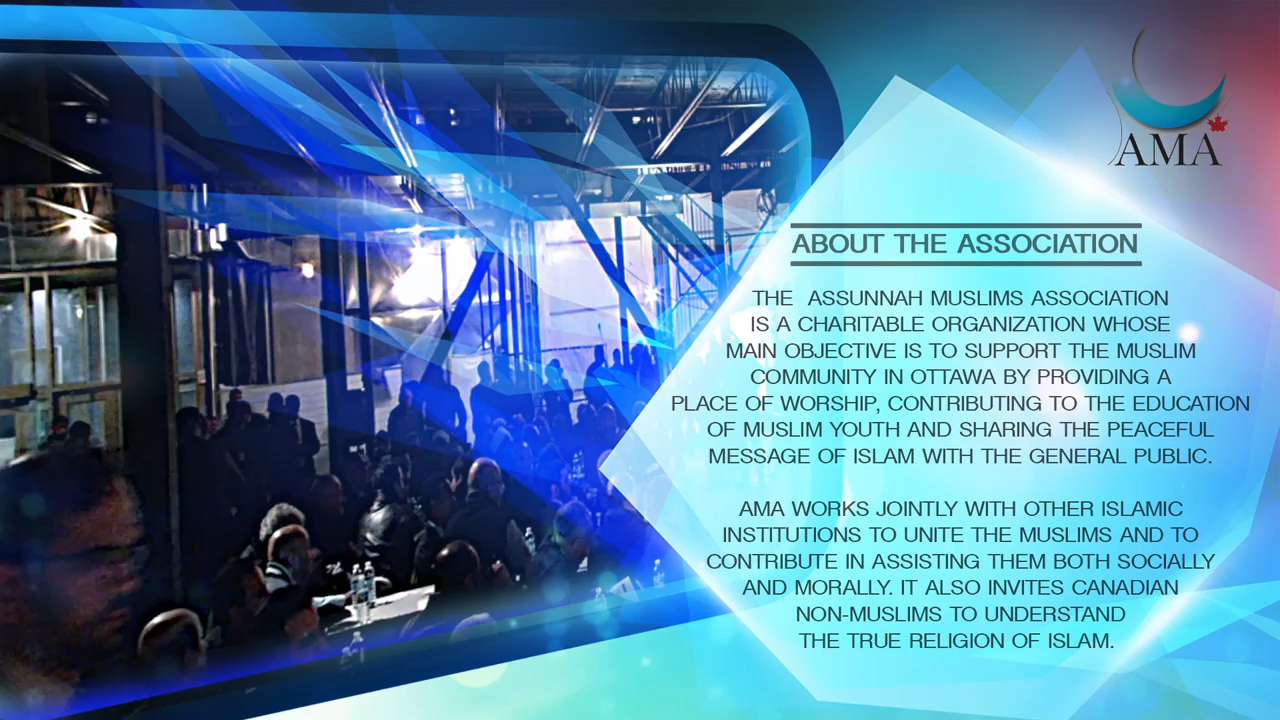 AMA
ABOUT THE ASSOCIATION
THE ASSUNNAH MUSLIMS ASSOCIATION
IS A CHARITABLE ORGANIZATION WHOSE
MAIN OBJECTIVE IS TO SUPPORT THE MUSLIM
COMMUNITY IN OTTAWA BY PROVIDING A
PLACE OF WORSHIP, CONTRIBUTING TO THE EDUCATION
OF MUSLIM YOUTH AND SHARING THE PEACEFUL
MESSAGE OF ISLAM WITH THE GENERAL PUBLIC.
AMA WORKS JOINTLY WITH OTHER ISLAMIC
INSTITUTIONS TO UNITE THE MUSLIMS AND TO
CONTRIBUTE IN ASSISTING THEM BOTH SOCIALLY
AND MORALLY. IT ALSO INVITES CANADIAN
NON-MUSLIMS TO UNDERSTAND
THE TRUE RELIGION OF ISLAM.